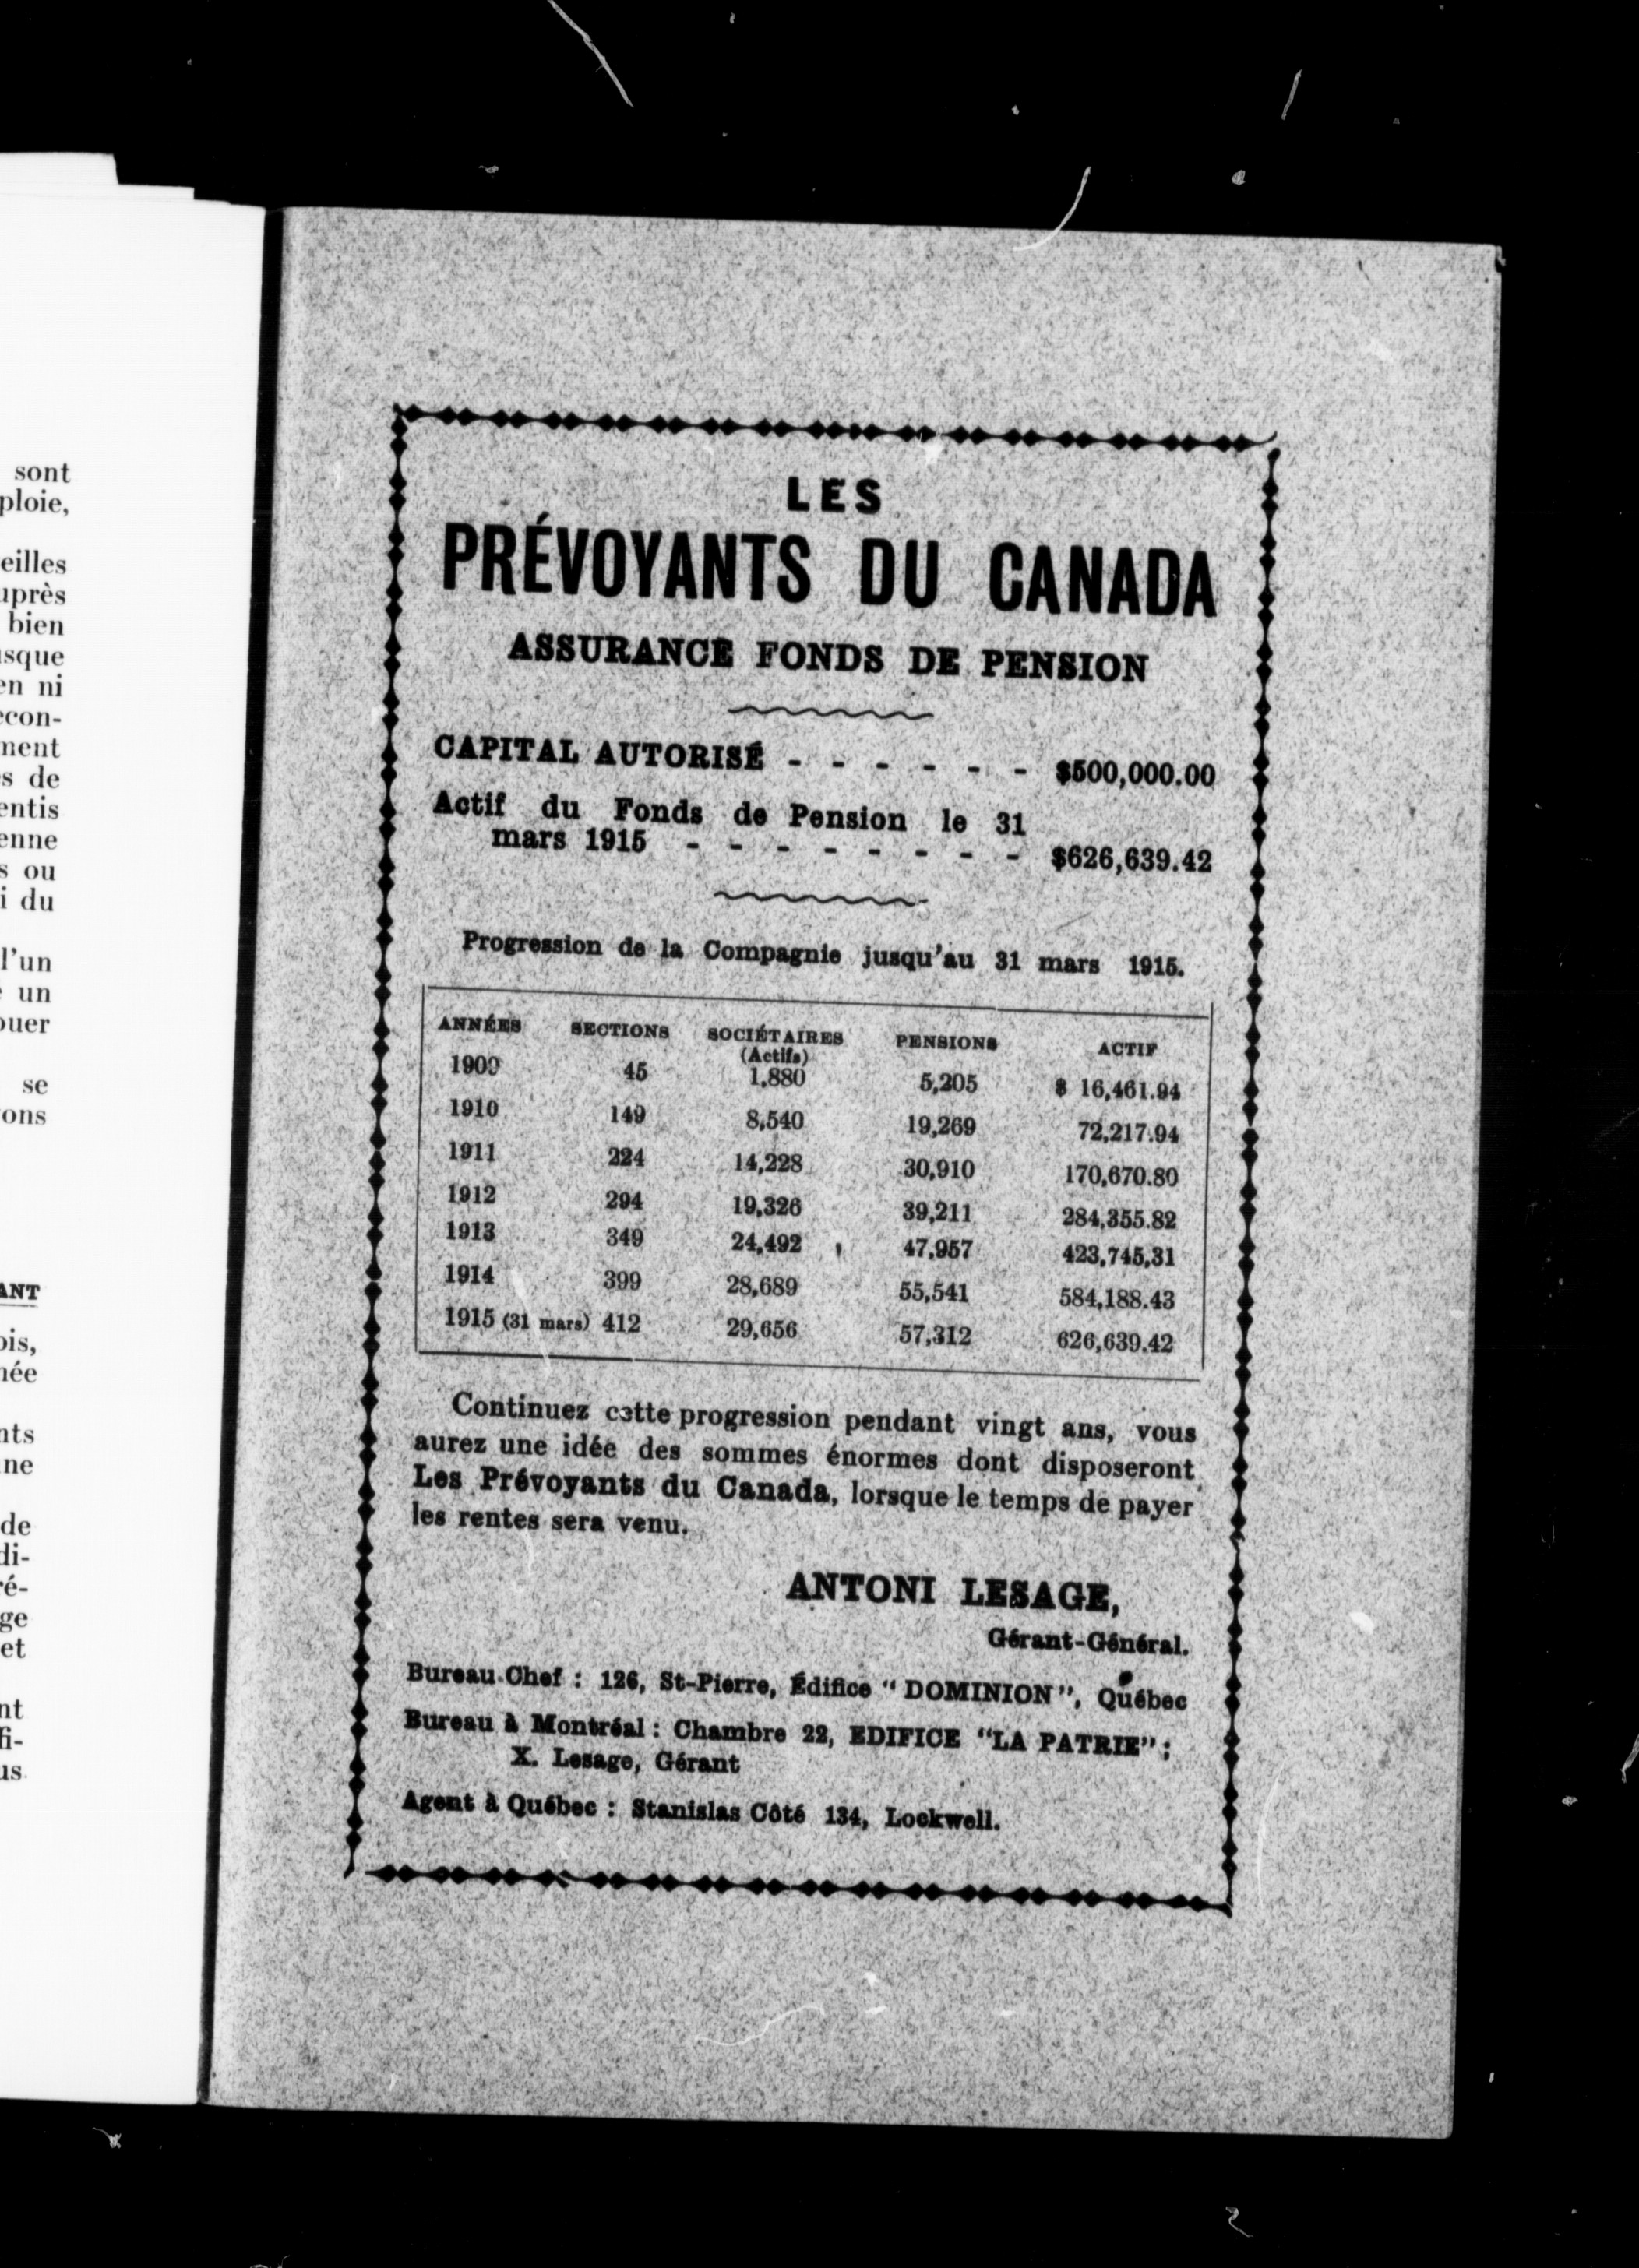 sont
ploie,
eilles
uprès
bien
usque
en ni
econ-
ment
s de
entis
enne
s ou
i du
l'un
un
ouer
se
ons
ANT
ois,
née
nts
ne
de
di-
ré-
ge
et
nt
fi-
us
LES
PRÉVOYANTS DU CANADA
ASSURANCE FONDS DE PENSION
CAPITAL AUTORISÉ - - - - - - $500,000.00
Actif du Fonds de Pension le 31
mars 1915 - - - - - - - - $626,639.42
Progression de la Compagnie jusqu'au 31 mars 1915.
ANNÉES SECTIONS SOCIÉTAIRES PENSIONS ACTIF
(Actifs)
1909 45 1,880 5,205 $ 16,461.94
1910 149 8,540 19,269 72,217.94
1911 224 14,228 30,910 170,670.80
1912 294 19,326 39,211 284,355.82
1913 349 24,492 47,957 423,745,31
1914 399 28,689 55,541 584,188.43
1915 (31 mars) 412 29,656 57,312 626,639.42
Continuez cette progression pendant vingt ans, vous
aurez une idée des sommes énormes dont disposeront
Les Prévoyants du Canada, lorsque le temps de payer
les rentes sera venu.
ANTONI LESAGE,
Gérant-Général.
Bureau Chef : 126, St-Pierre, Édifice "DOMINION", Québec
Bureau à Montréal : Chambre 22, EDIFICE "LA PATRIE" ;
X. Lesage, Gérant
Agent à Québec : Stanislas Côté 134, Lockwell.